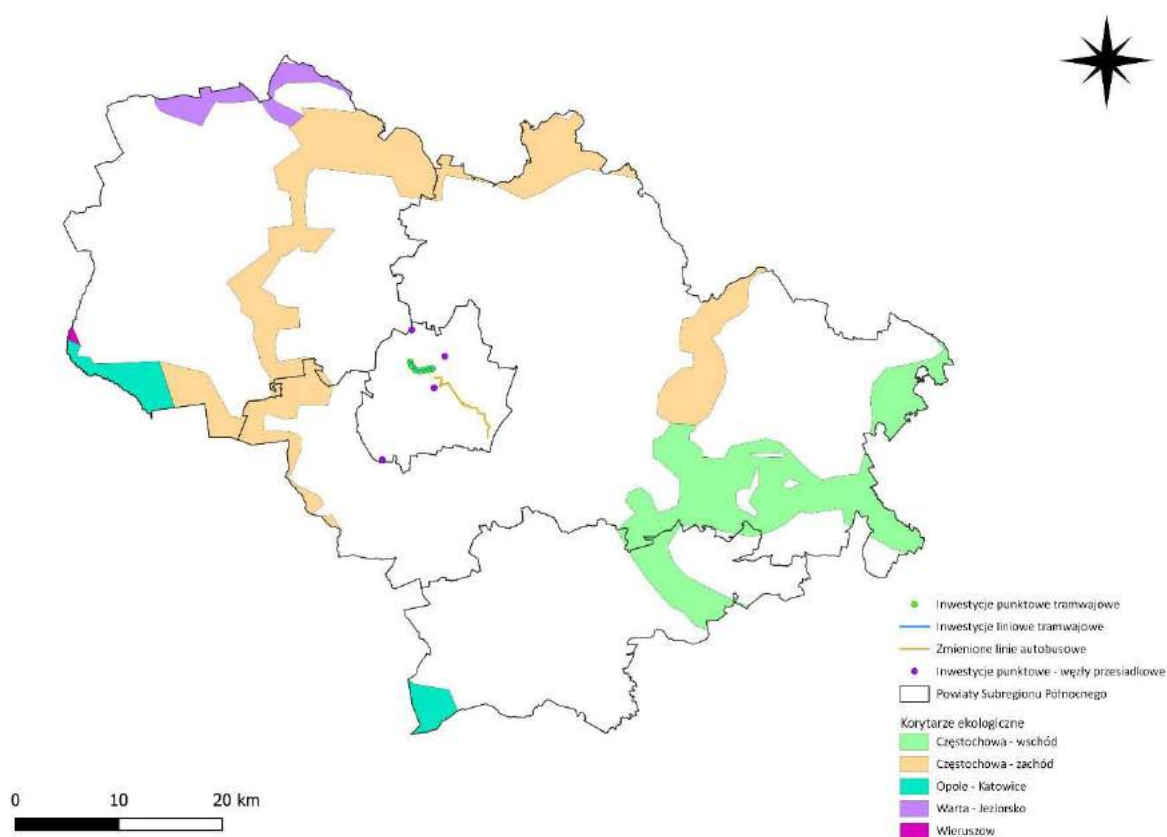 Inwestycje punktowe tramwajowe
Inwestycje liniowe tramwajowe
Zmienione linie autobusowe
Inwestycje punktowe - węzły przesiadkowe
Powiaty Subregionu Północnego
Korytarze ekologiczne
Częstochowa - wschód
Częstochowa - zachód
Opole - Katowice
Warta - Jeziorsko
Wieruszow
0 10 20 km